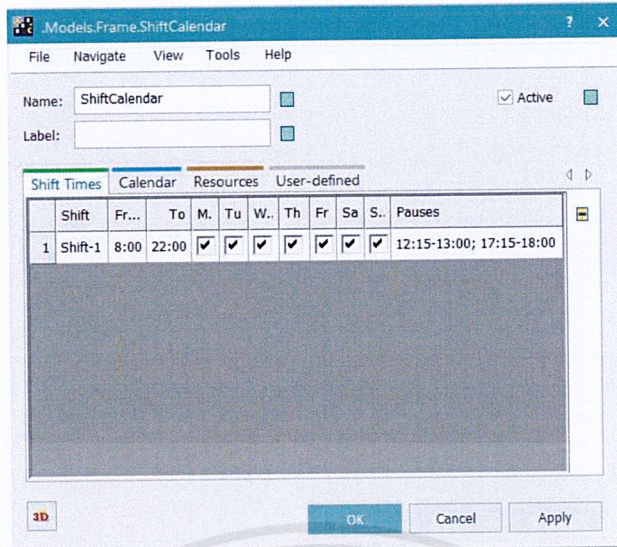 .Models.Frame.ShiftCalendar ? ×
File Navigate View Tools Help
Name: ShiftCalendar Active
Label:
Shift Times Calendar Resources User-defined
Shift Fr... To M. Tu W.. Th Fr Sa S.. Pauses
1 Shift-1 8:00 22:00 12:15-13:00; 17:15-18:00
3D OK Cancel Apply